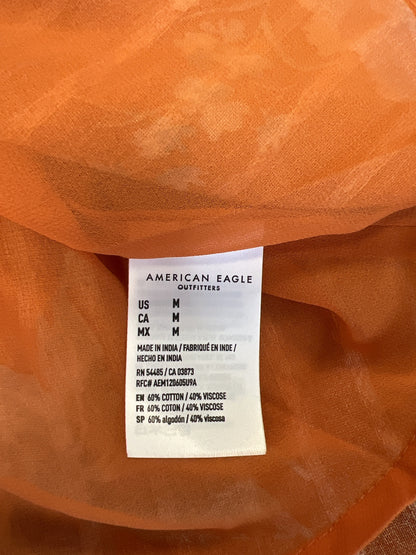 AMERICAN EAGLE
OUTFITTERS
US M
CA M
MX M
MADE IN INDIA / FABRIQUÉ EN INDE /
HECHO EN INDIA
RN 54485 / CA 03873
RFC# AEM120605U9A
EN 60% COTTON / 40% VISCOSE
FR 60% COTON / 40% VISCOSE
SP 60% algodón / 40% viscosa